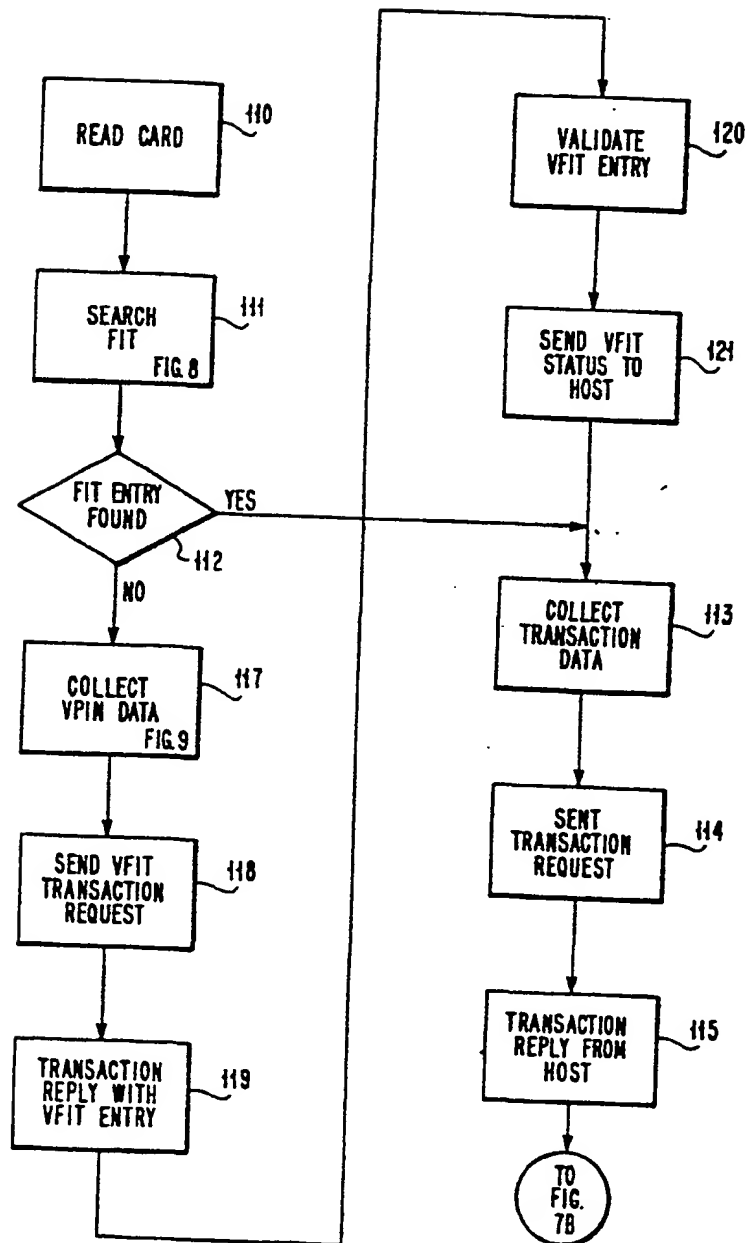 READ CARD
110
SEARCH
FIT
FIG. 8
111
FIT ENTRY
FOUND
YES
112
NO
COLLECT
VPIN DATA
FIG. 9
117
SEND VFIT
TRANSACTION
REQUEST
118
TRANSACTION
REPLY WITH
VFIT ENTRY
119
VALIDATE
VFIT ENTRY
120
SEND VFIT
STATUS TO
HOST
121
COLLECT
TRANSACTION
DATA
113
SENT
TRANSACTION
REQUEST
114
TRANSACTION
REPLY FROM
HOST
115
TO
FIG.
7B